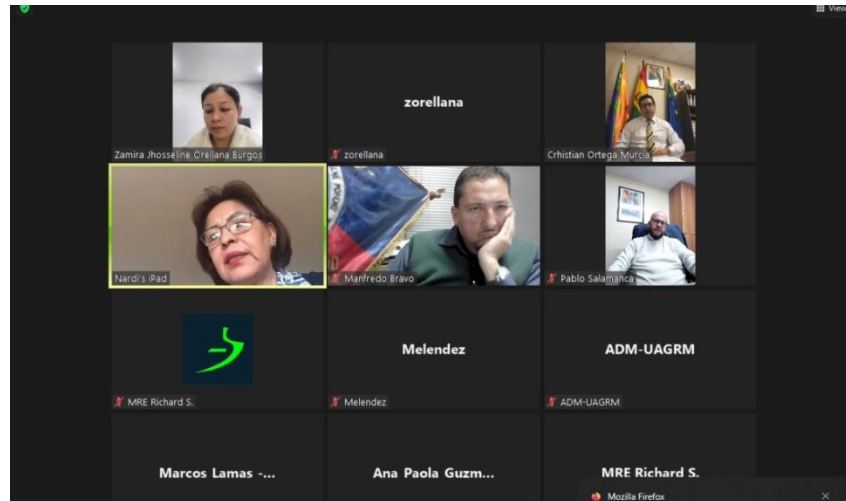 View
zorellana
Zamira Jhosseline Orellana Burgos
zorellana
Crhistian Ortega Murcia
Nardi's iPad
Manfredo Bravo
Pablo Salamanca
Melendez
ADM-UAGRM
MRE Richard S.
Melendez
ADM-UAGRM
Marcos Lamas -...
Ana Paola Guzm...
MRE Richard S.
Mozilla Firefox